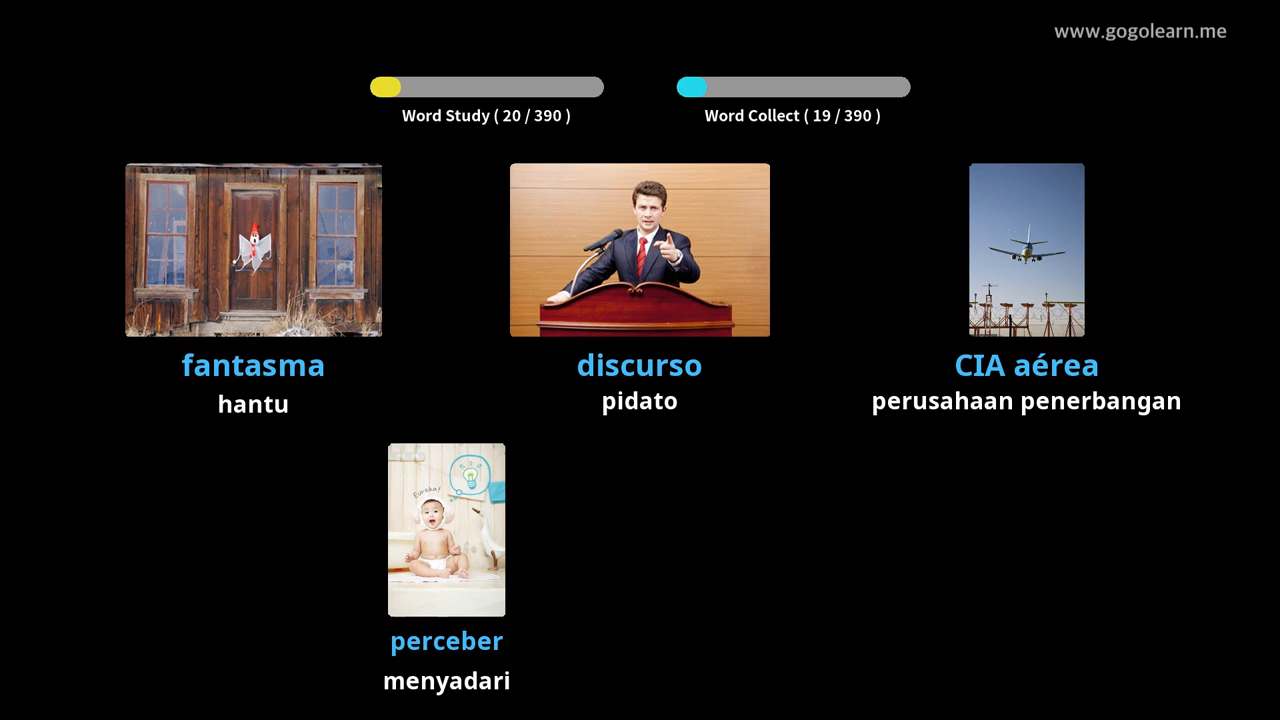 www.gogolearn.me
Word Study ( 20 / 390 )
Word Collect ( 19 / 390 )
fantasma
discurso
CIA aérea
hantu
pidato
perusahaan penerbangan
Eureka!
perceber
menyadari